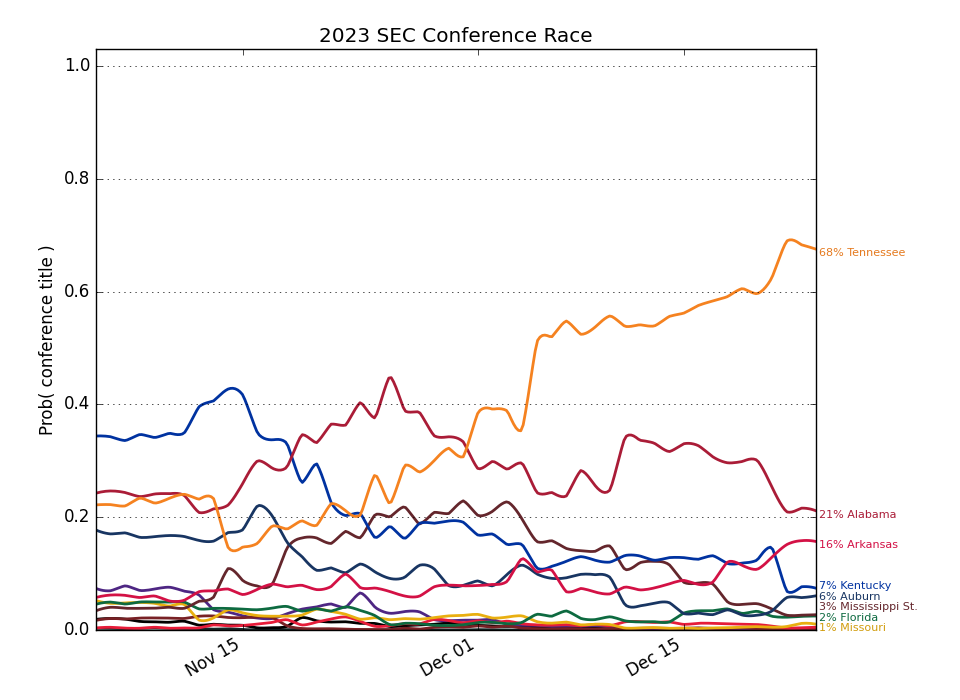 2023 SEC Conference Race
Prob( conference title )
1.0
0.8
0.6
0.4
0.2
0.0
Nov 15
Dec 01
Dec 15
68% Tennessee
21% Alabama
16% Arkansas
7% Kentucky
6% Auburn
3% Mississippi St.
2% Florida
1% Missouri